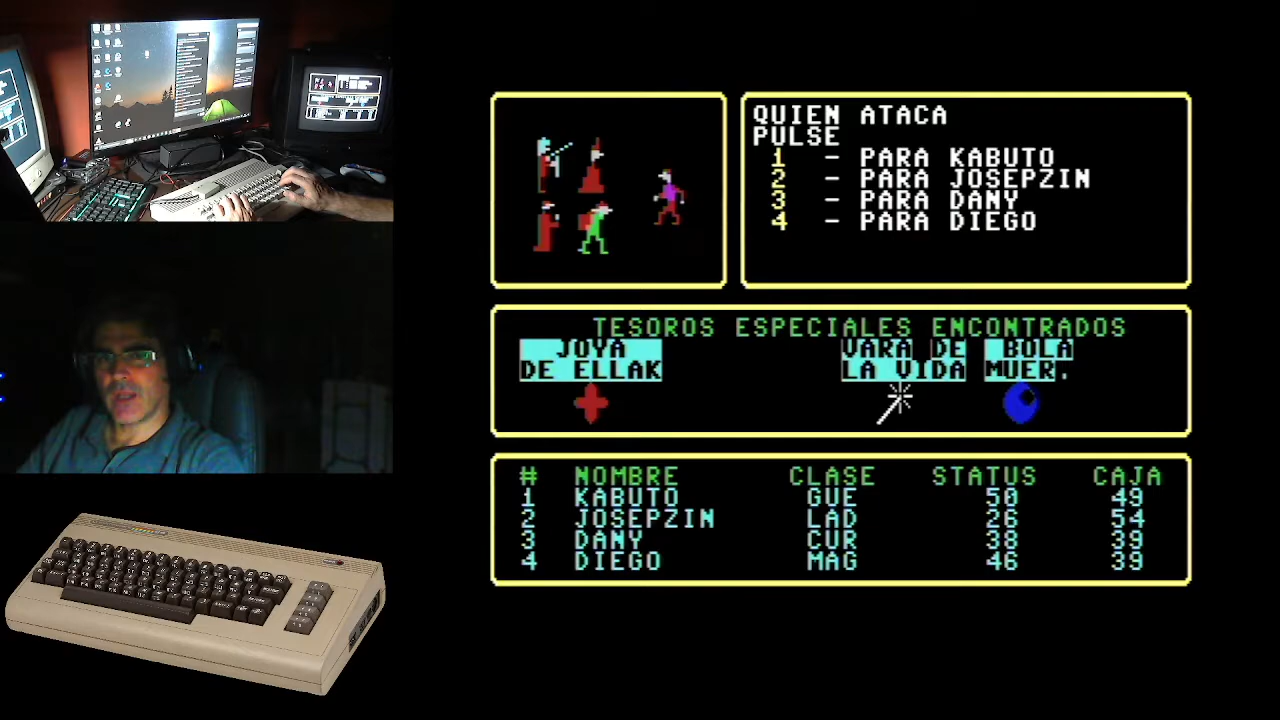 QUIEN ATACA
PULSE
1 - PARA KABUTO
2 - PARA JOSEPZIN
3 - PARA DANY
4 - PARA DIEGO
TESOROS ESPECIALES ENCONTRADOS
JOYA DE ELLAK
VARA DE LA VIDA
BOLA MUER.
# NOMBRE CLASE STATUS CAJA
1 KABUTO GUE 50 49
2 JOSEPZIN LAD 26 54
3 DANY CUR 38 39
4 DIEGO MAG 46 39